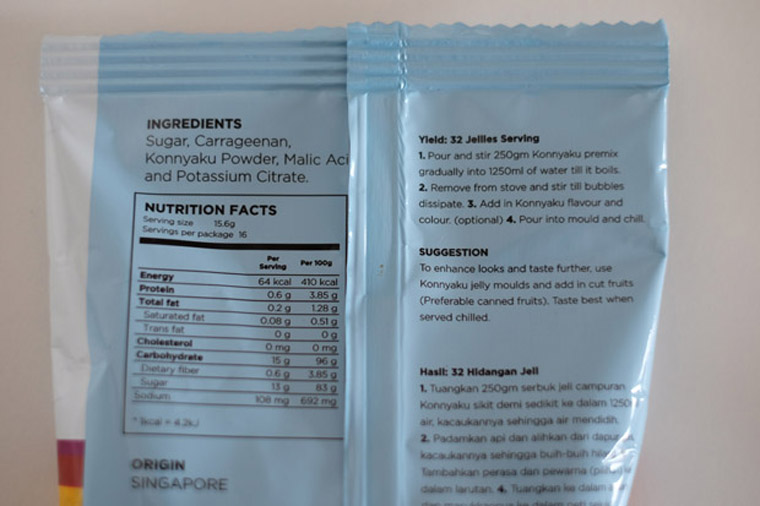 INGREDIENTS
Sugar, Carrageenan,
Konnyaku Powder, Malic Aci
and Potassium Citrate.
NUTRITION FACTS
Serving size 15.6g
Servings per package 16
Per Serving Per 100g
Energy 64 kcal 410 kcal
Protein 0.6 g 3.85 g
Total fat 0.2 g 1.28 g
Saturated fat 0.08 g 0.51 g
Trans fat 0 g 0 g
Cholesterol 0 mg 0 mg
Carbohydrate 15 g 96 g
Dietary fiber 0.6 g 3.85 g
Sugar 13 g 83 g
Sodium 108 mg 692 mg
* 1kcal = 4.2kJ
ORIGIN
SINGAPORE
Yield: 32 Jellies Serving
1. Pour and stir 250gm Konnyaku premix
gradually into 1250ml of water till it boils.
2. Remove from stove and stir till bubbles
dissipate. 3. Add in Konnyaku flavour and
colour. (optional) 4. Pour into mould and chill.
SUGGESTION
To enhance looks and taste further, use
Konnyaku jelly moulds and add in cut fruits
(Preferable canned fruits). Taste best when
served chilled.
Hasil: 32 Hidangan Jeli
1. Tuangkan 250gm serbuk jeli campuran
Konnyaku sikit demi sedikit ke dalam 1250
air, kacaukannya sehingga air mendidih.
2. Padamkan api dan alihkan dari
kacaukannya sehingga buih-buih
Tambahkan perasa dan pewarna
dalam larutan. 4. Tuangkan ke dalam